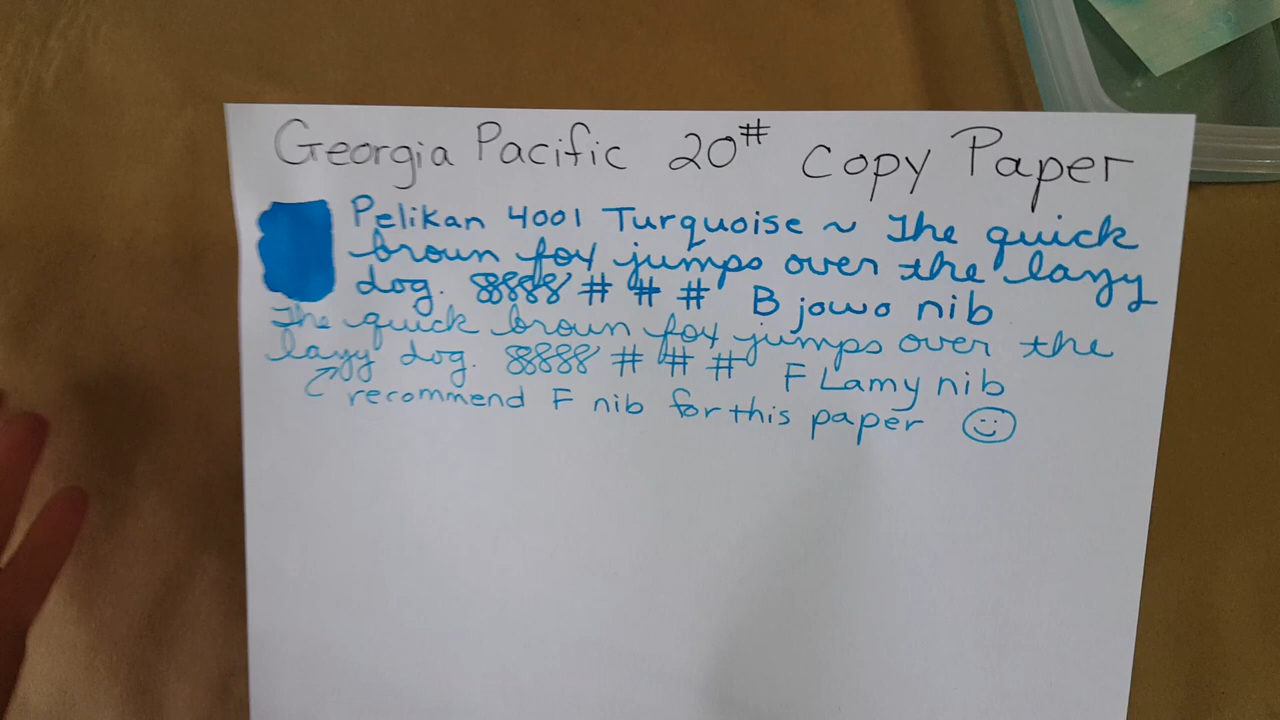 Georgia Pacific 20# Copy Paper
Pelikan 4001 Turquoise ~ The quick
brown fox jumps over the lazy
dog. 8888 # # # B jowo nib
The quick brown fox jumps over the
lazy dog. 8888 # # # F Lamy nib
recommend F nib for this paper